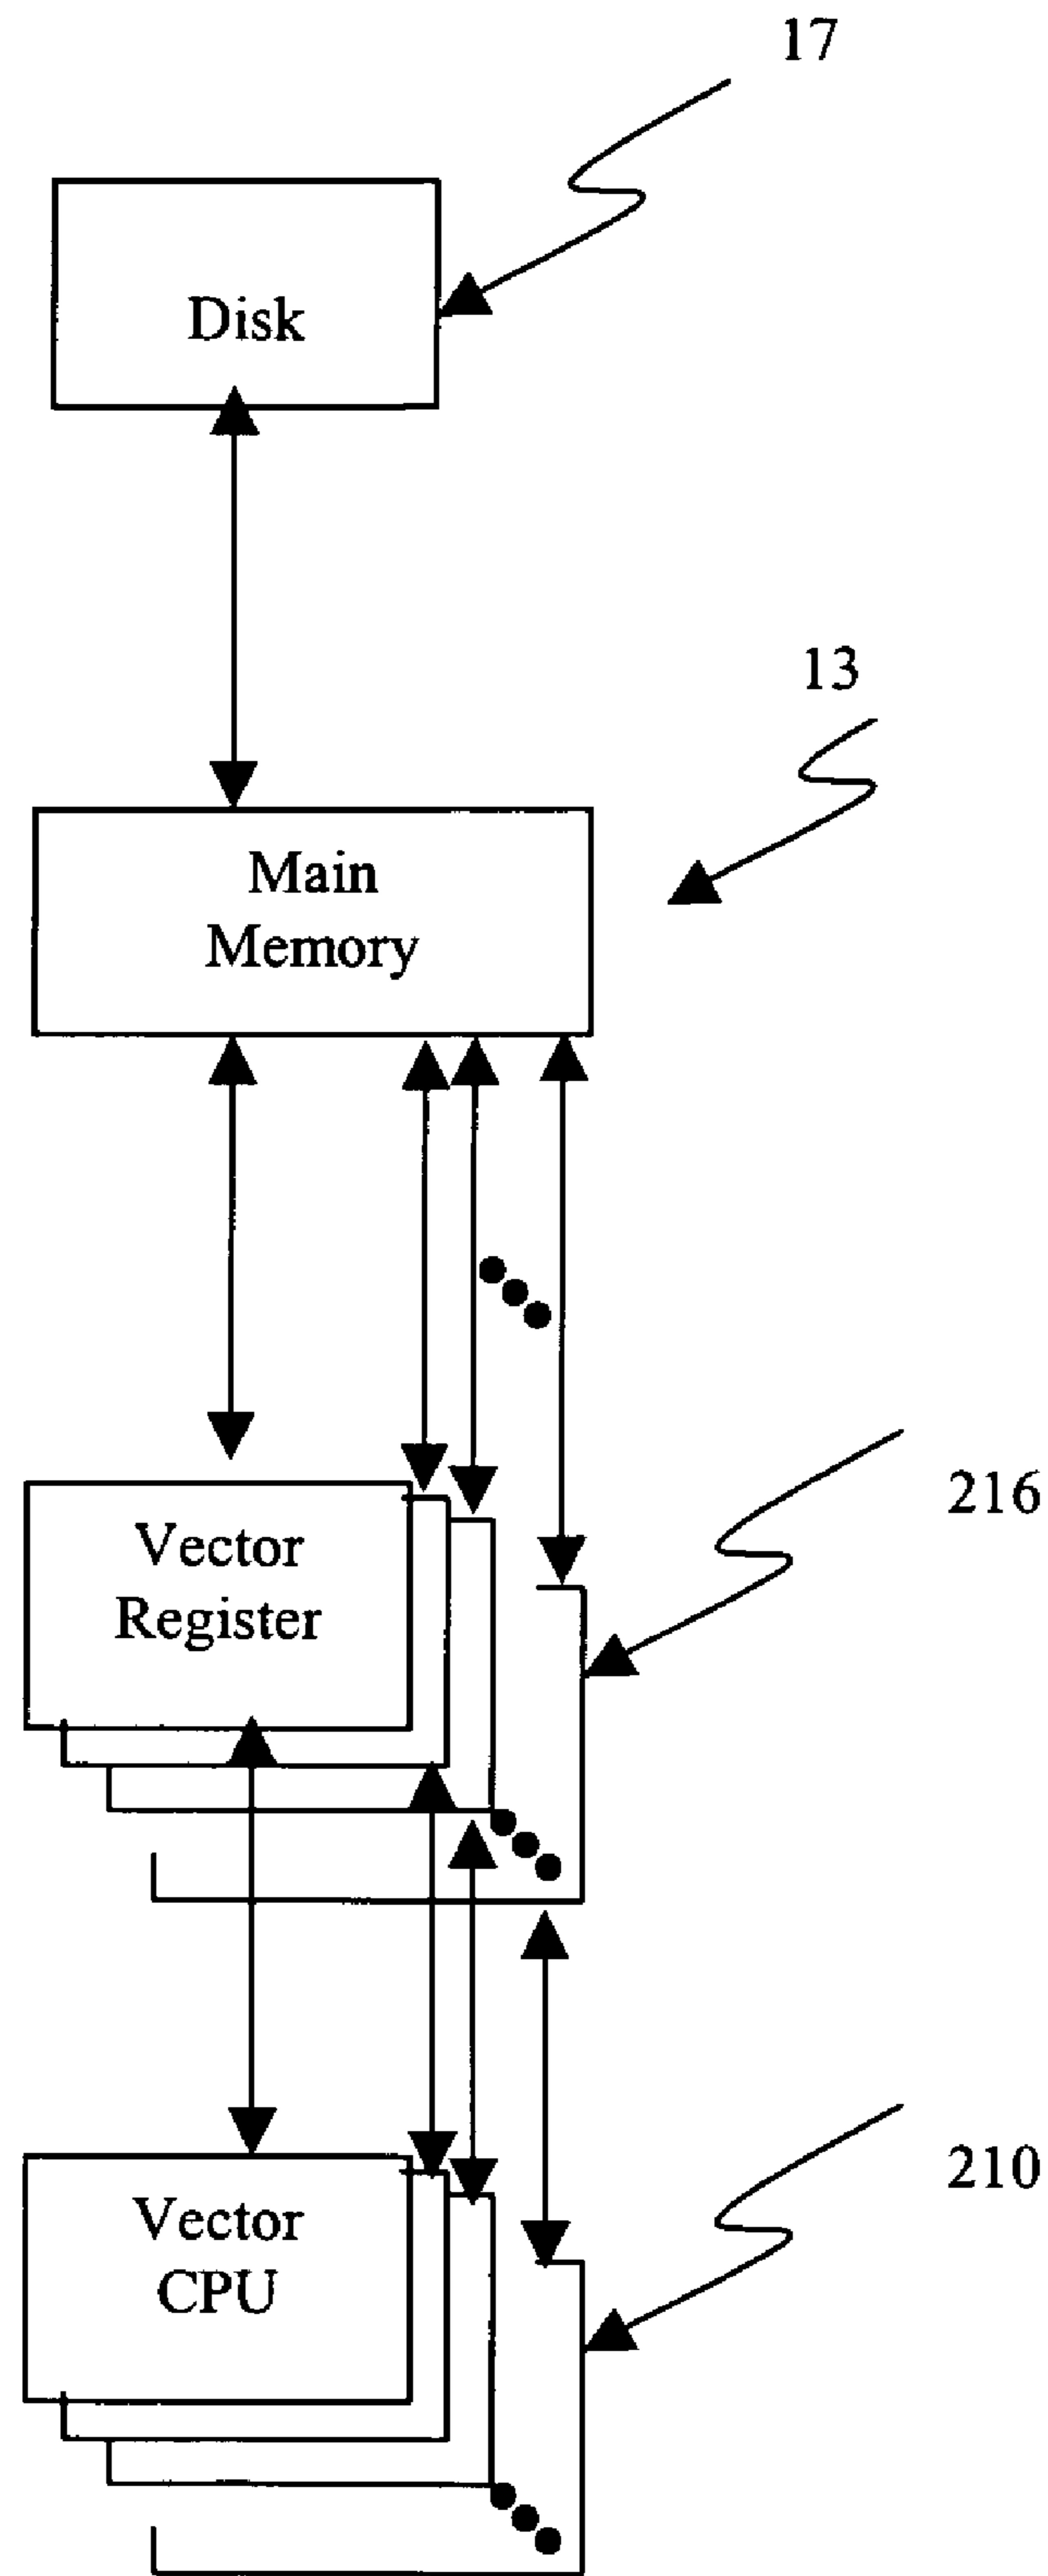 17
Disk
13
Main
Memory
216
Vector
Register
210
Vector
CPU